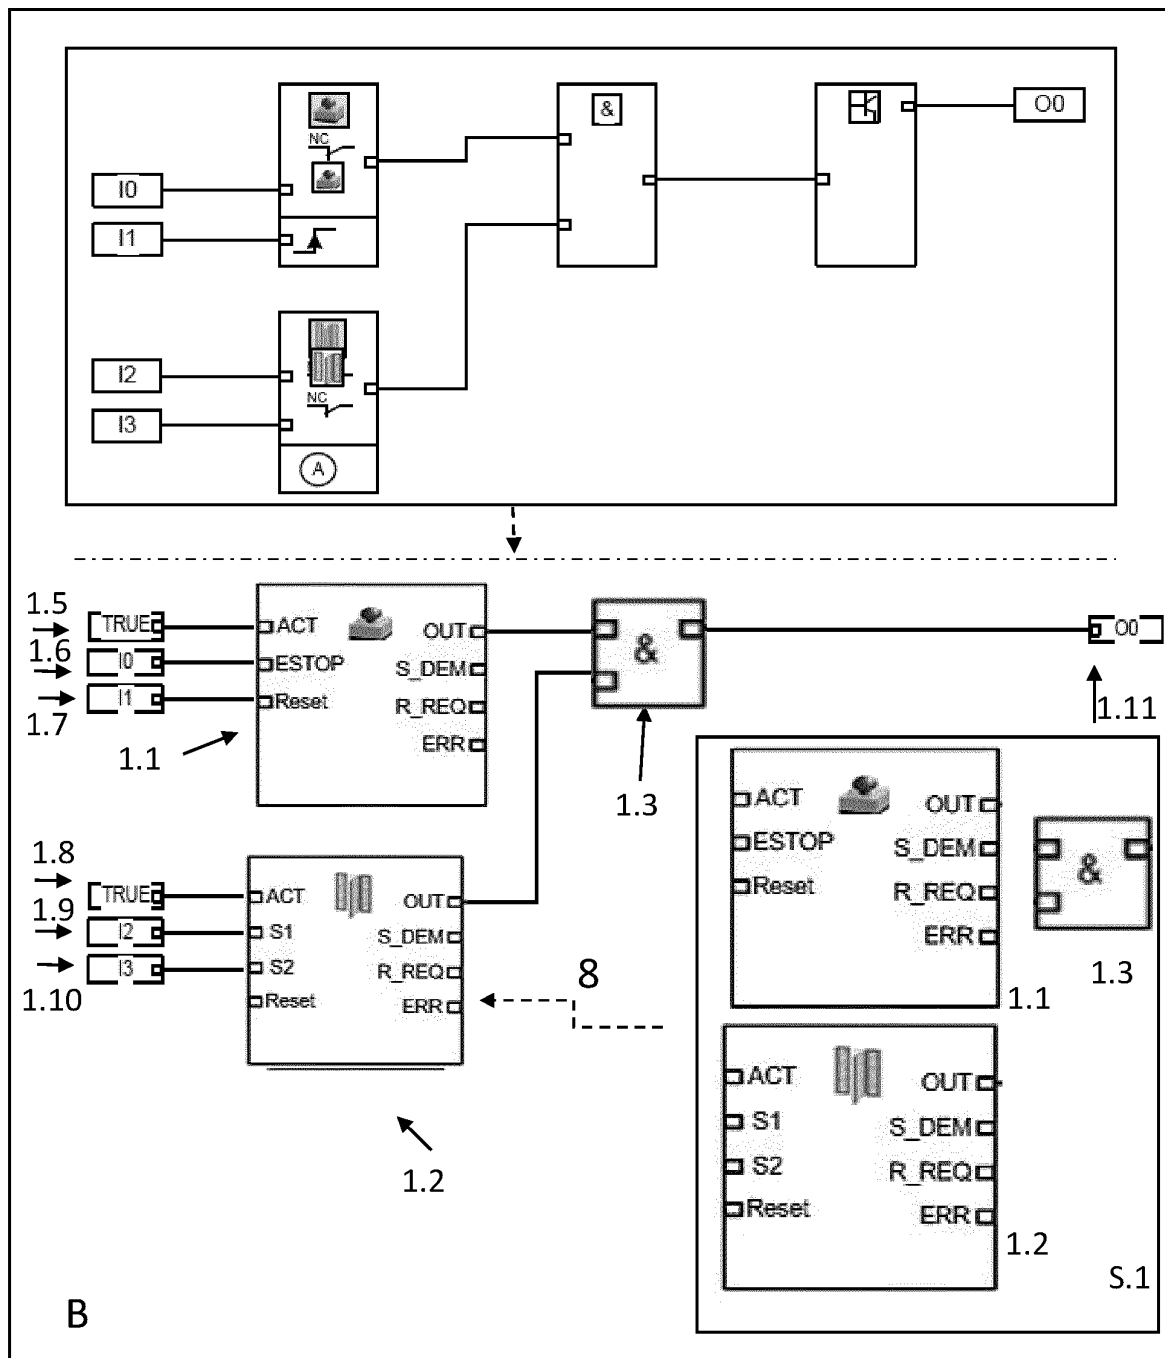 &
O0
NC
I0
I1
I2
NC
I3
A
1.5
TRUE
ACT
OUT
1.6
I0
ESTOP
S_DEM
&
O0
I1
Reset
R_REQ
1.7
ERR
1.1
1.3
1.11
1.8
TRUE
ACT
OUT
1.9
I2
S1
S_DEM
I3
S2
R_REQ
1.10
Reset
ERR
8
1.2
ACT
OUT
ESTOP
S_DEM
&
Reset
R_REQ
ERR
1.3
1.1
ACT
OUT
S1
S_DEM
S2
R_REQ
Reset
ERR
1.2
S.1
B